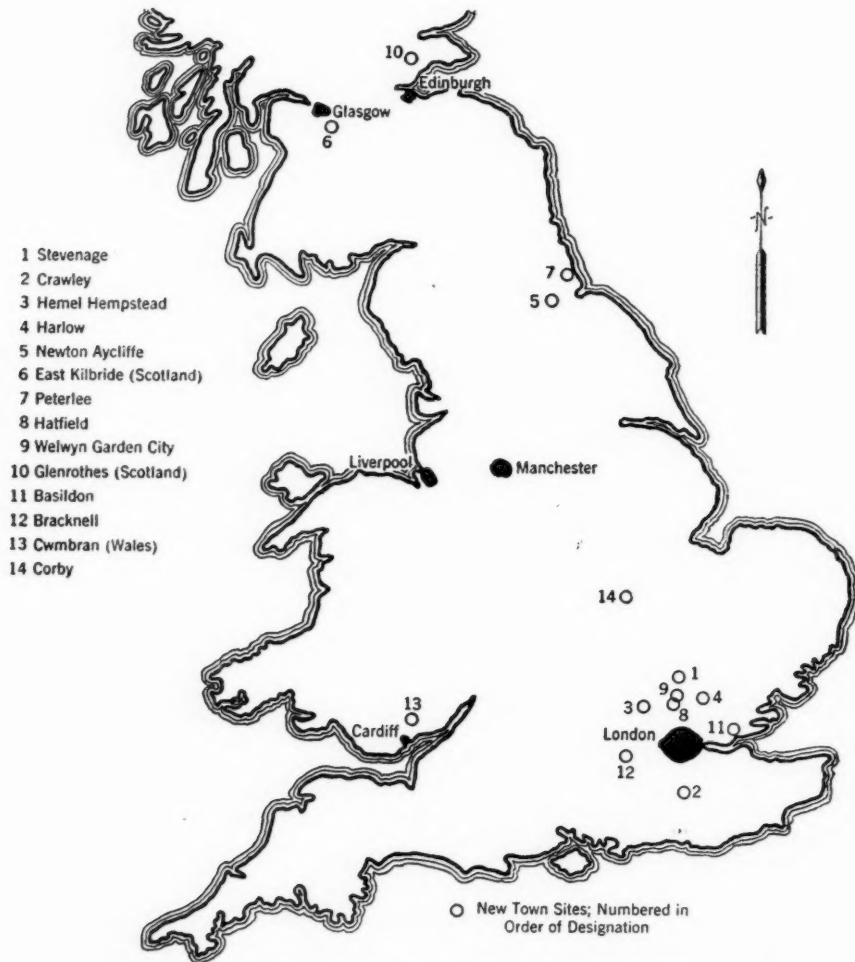 10
Edinburgh
Glasgow
6
N
7
5
1 Stevenage
2 Crawley
3 Hemel Hempstead
4 Harlow
5 Newton Aycliffe
6 East Kilbride (Scotland)
7 Peterlee
8 Hatfield
9 Welwyn Garden City
10 Glenrothes (Scotland)
11 Basildon
12 Bracknell
13 Cwmbran (Wales)
14 Corby
Liverpool
Manchester
14
1
9
4
3
8
13
11
Cardiff
London
12
2
New Town Sites; Numbered in
Order of Designation